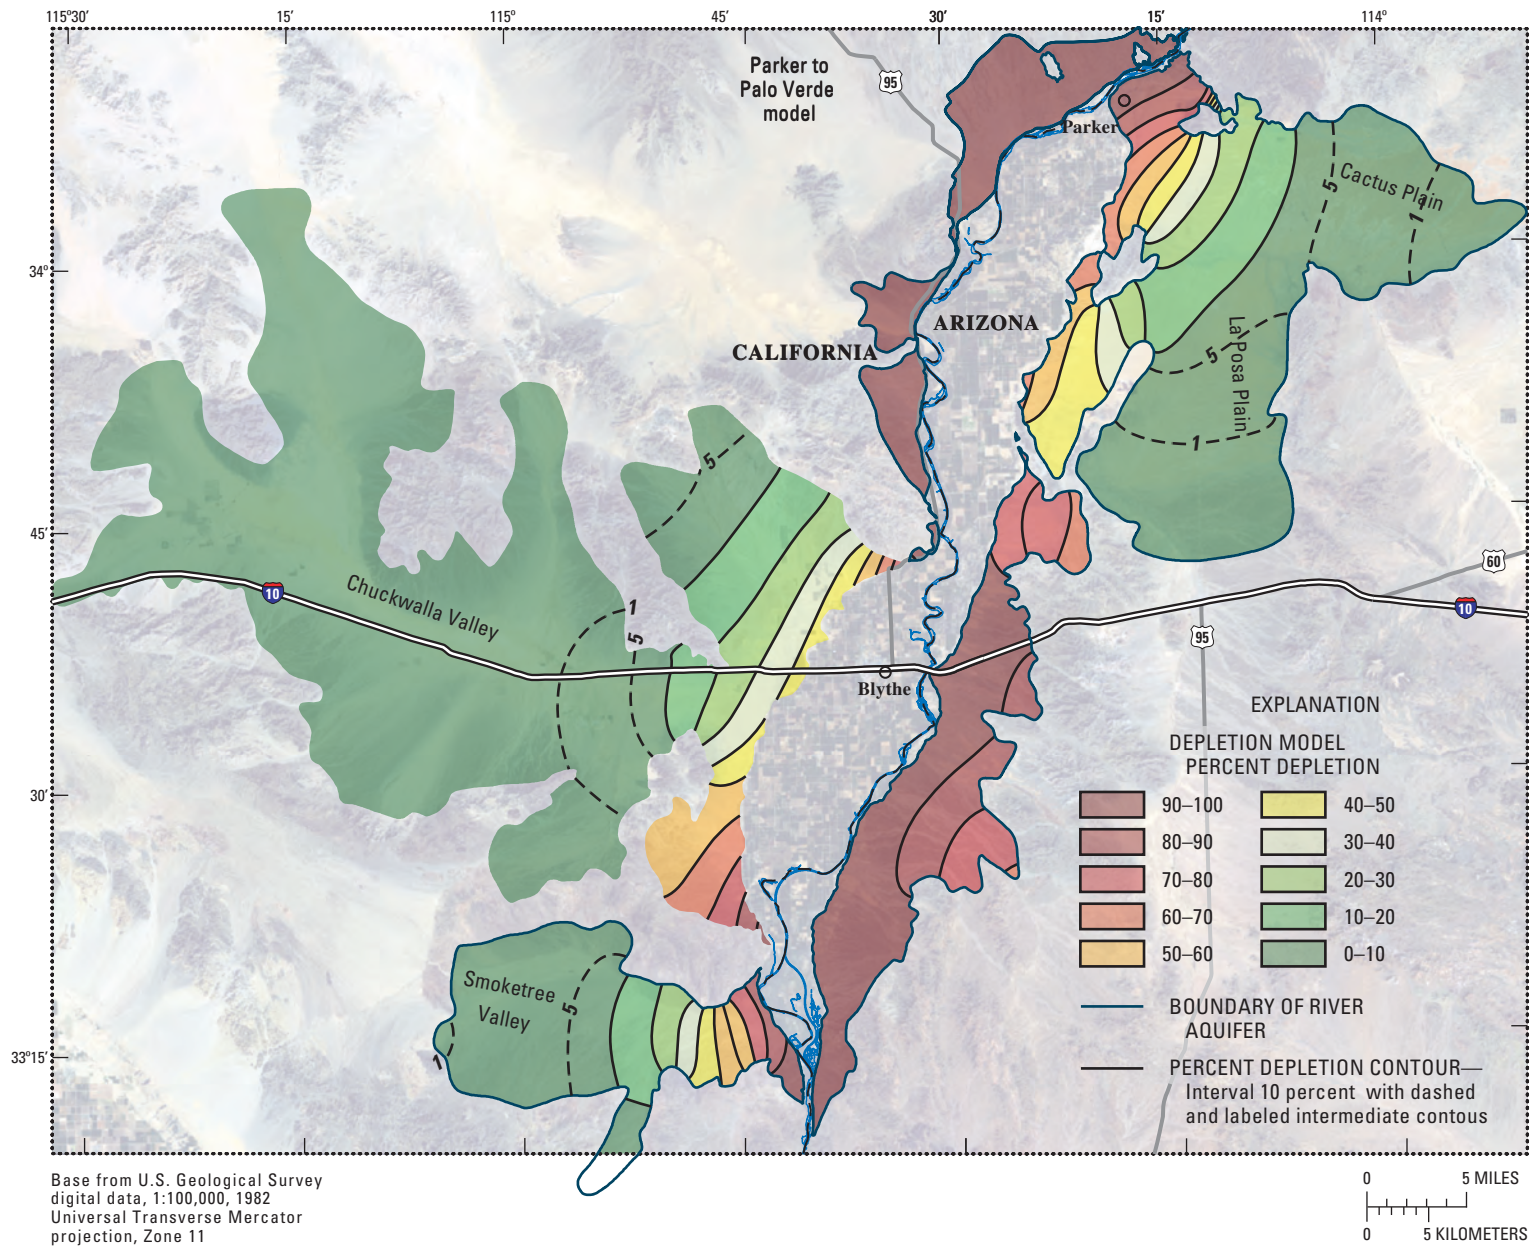 115°30'
15'
115°
45'
30'
15'
114°
Parker to
Palo Verde
model
95
Parker
Cactus Plain
5
1
34°
ARIZONA
CALIFORNIA
La Posa Plain
5
1
5
45'
60
10
Chuckwalla Valley
1
5
10
95
Blythe
EXPLANATION
DEPLETION MODEL
PERCENT DEPLETION
90–100
40–50
80–90
30–40
70–80
20–30
60–70
10–20
50–60
0–10
30'
Smoketree
Valley
5
1
33°15'
BOUNDARY OF RIVER
AQUIFER
PERCENT DEPLETION CONTOUR—
Interval 10 percent with dashed
and labeled intermediate contous
Base from U.S. Geological Survey
digital data, 1:100,000, 1982
Universal Transverse Mercator
projection, Zone 11
0 5 MILES
0 5 KILOMETERS